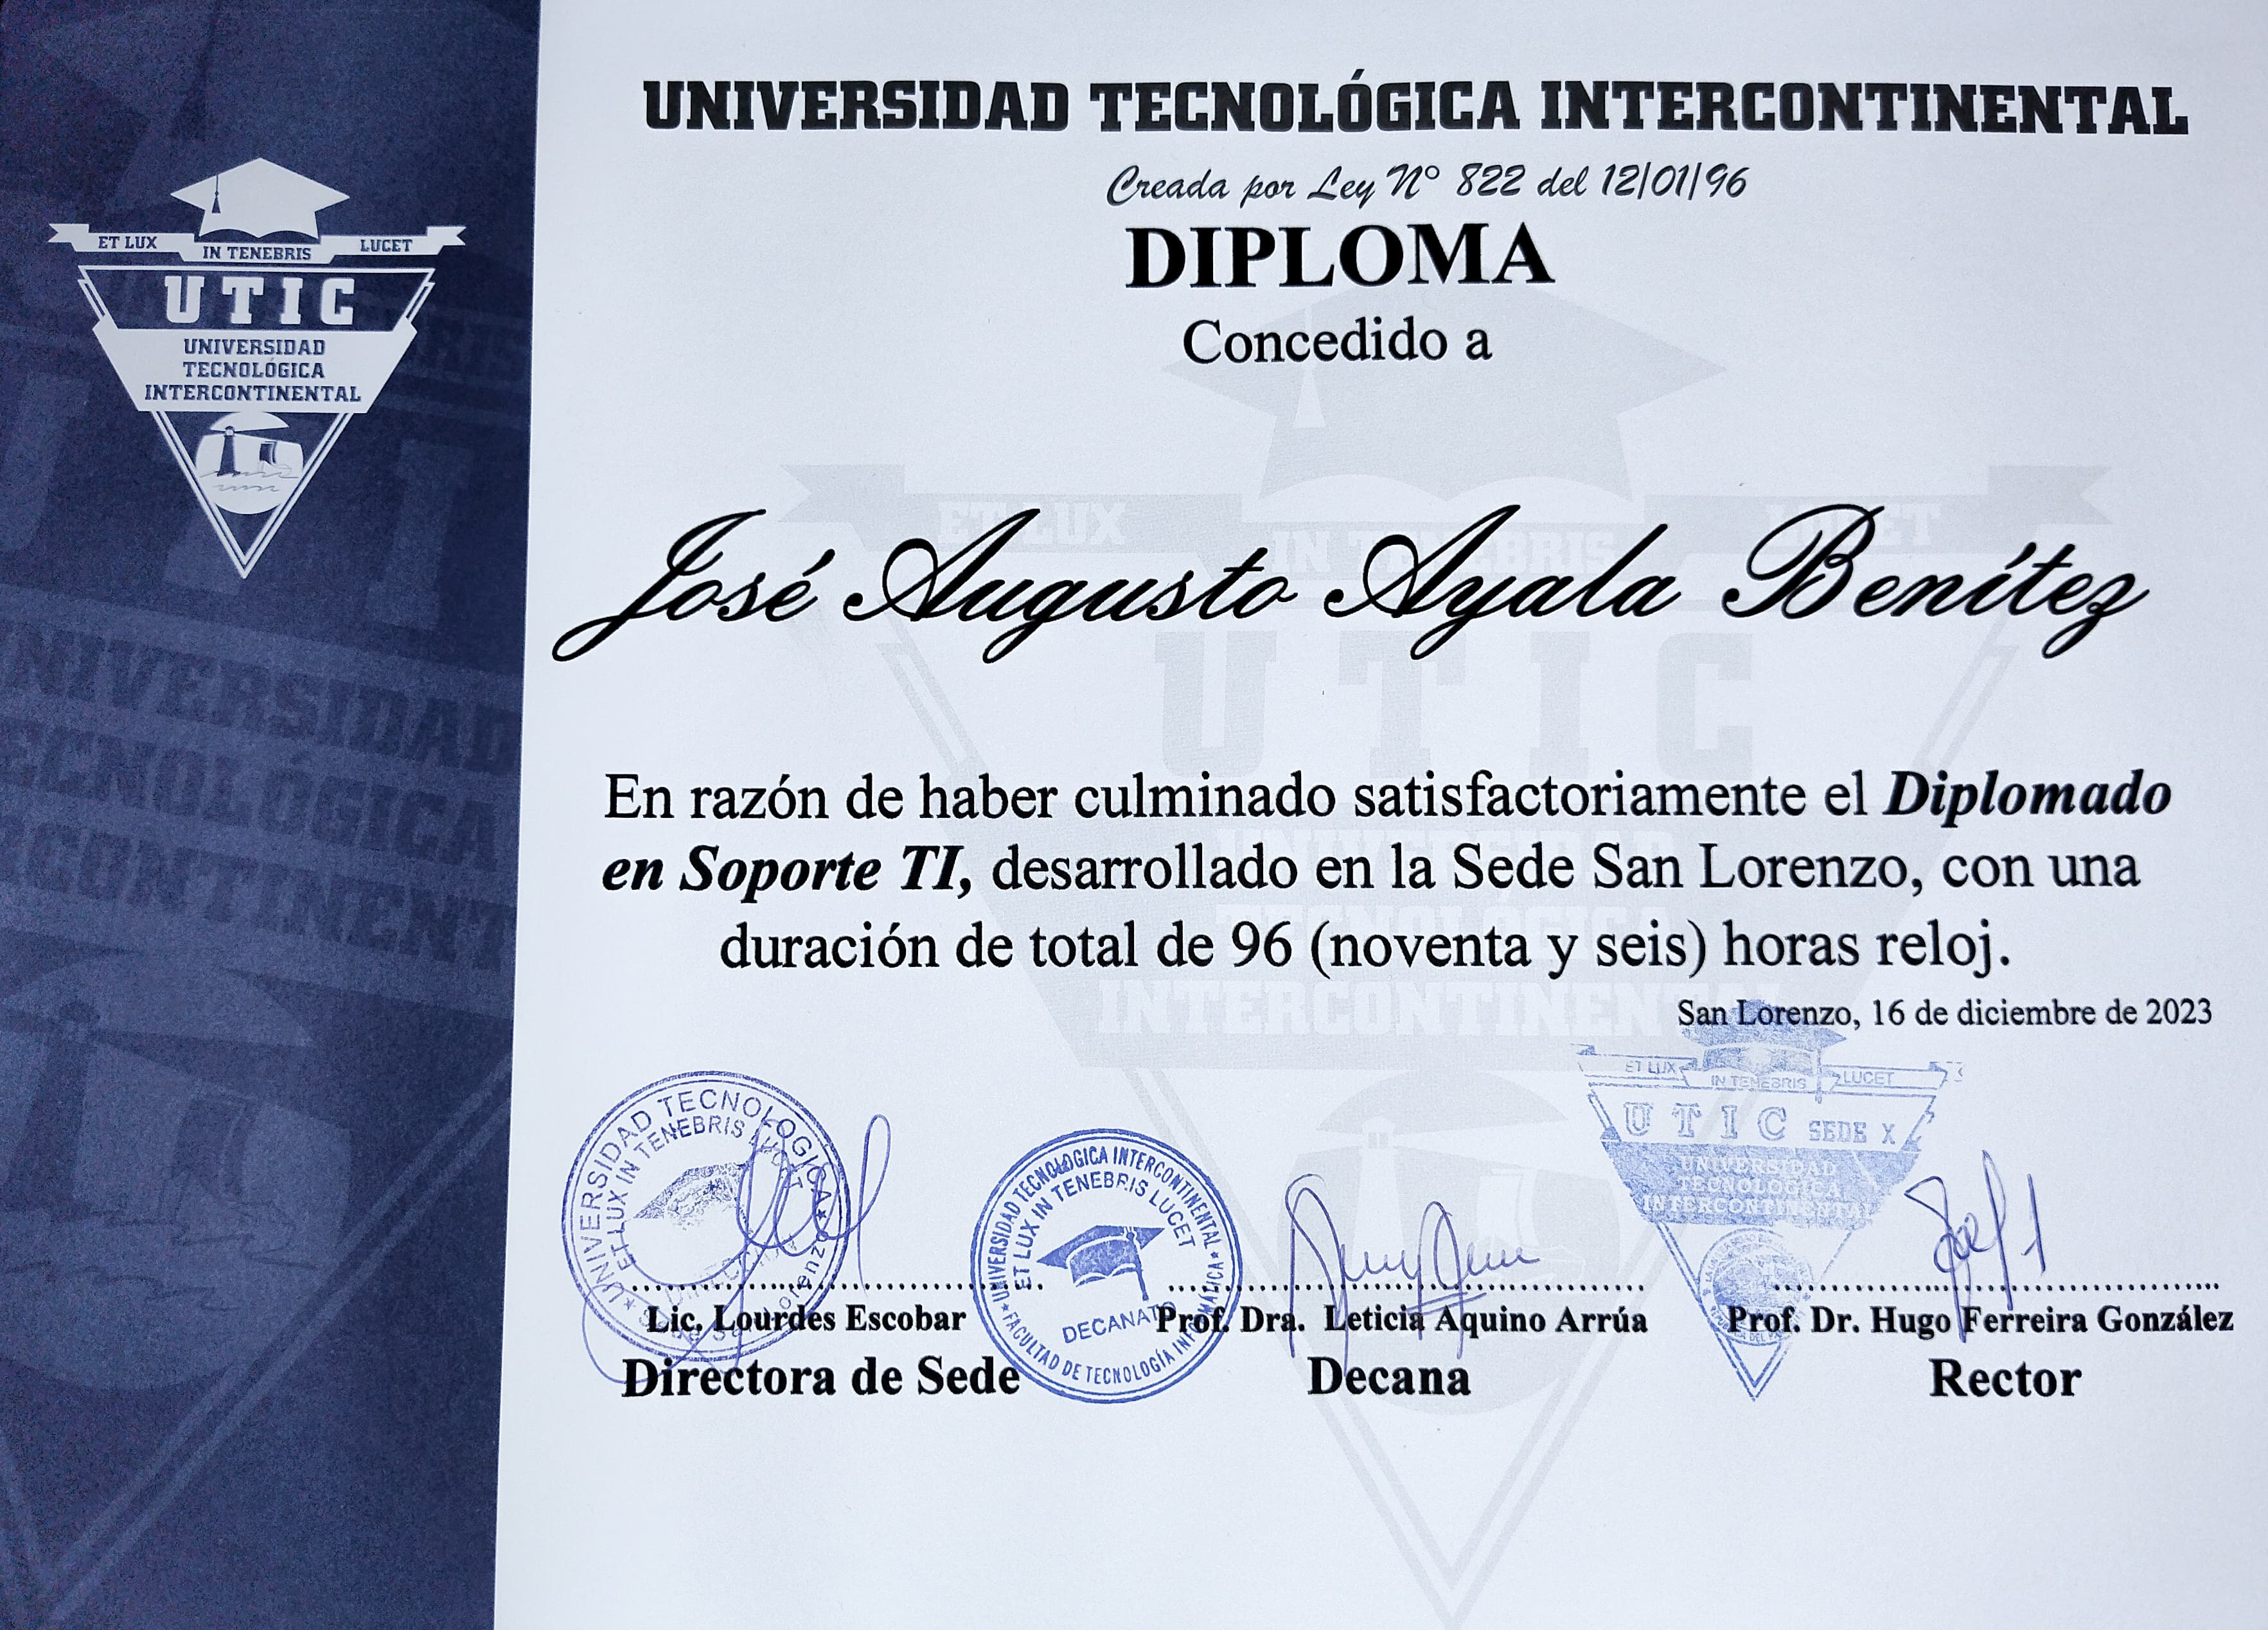 UNIVERSIDAD TECNOLÓGICA INTERCONTINENTAL
Creada por Ley N° 822 del 12/01/96
DIPLOMA
Concedido a
ET LUX IN TENEBRIS LUCET
UTIC
UNIVERSIDAD
TECNOLÓGICA
INTERCONTINENTAL
José Augusto Ayala Benítez
En razón de haber culminado satisfactoriamente el Diplomado
en Soporte TI, desarrollado en la Sede San Lorenzo, con una
duración de total de 96 (noventa y seis) horas reloj.
San Lorenzo, 16 de diciembre de 2023
UNIVERSIDAD TECNOLOGICA
ET LUX IN TENEBRIS
UNIVERSIDAD TECNOLOGICA INTERCONTINENTAL
ET LUX IN TENEBRIS LUCET
DECANATO
FACULTAD DE TECNOLOGÍA INFORMATICA
ET LUX IN TENEBRIS LUCET
UTIC SEDE X
UNIVERSIDAD
TECNOLOGICA
INTERCONTINENTAL
Lic. Lourdes Escobar
Directora de Sede
Prof. Dra. Leticia Aquino Arrúa
Decana
Prof. Dr. Hugo Ferreira González
Rector